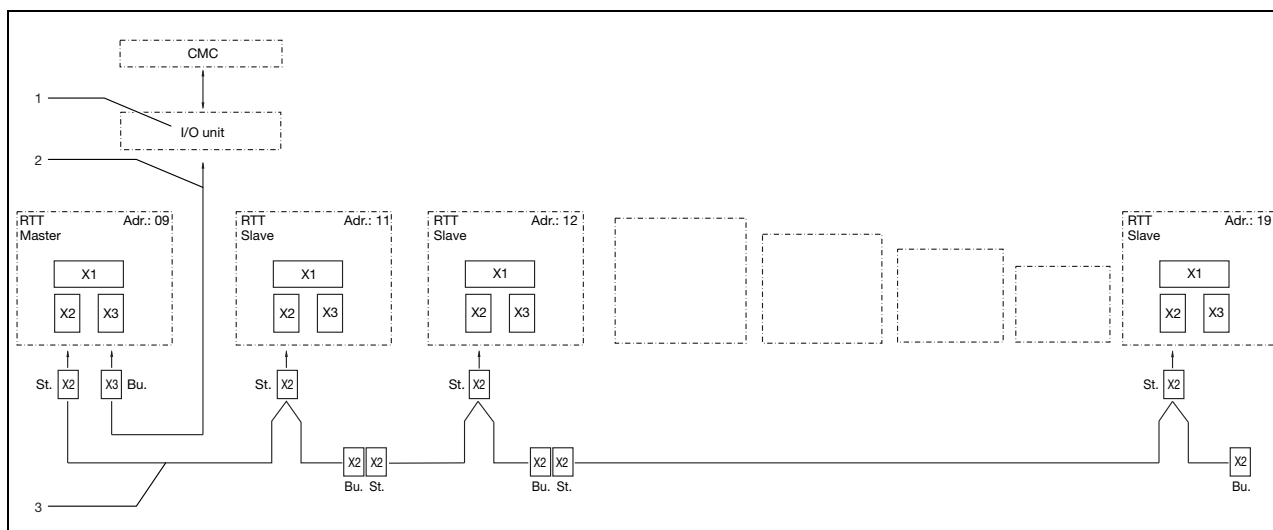 CMC
1
I/O unit
2
RTT
Master
Adr.: 09
X1
X2
X3
RTT
Slave
Adr.: 11
X1
X2
X3
RTT
Slave
Adr.: 12
X1
X2
X3
RTT
Slave
Adr.: 19
X1
X2
X3
St. X2
X3 Bu.
St. X2
St. X2
St. X2
X2 X2
Bu. St.
X2 X2
Bu. St.
X2
Bu.
3